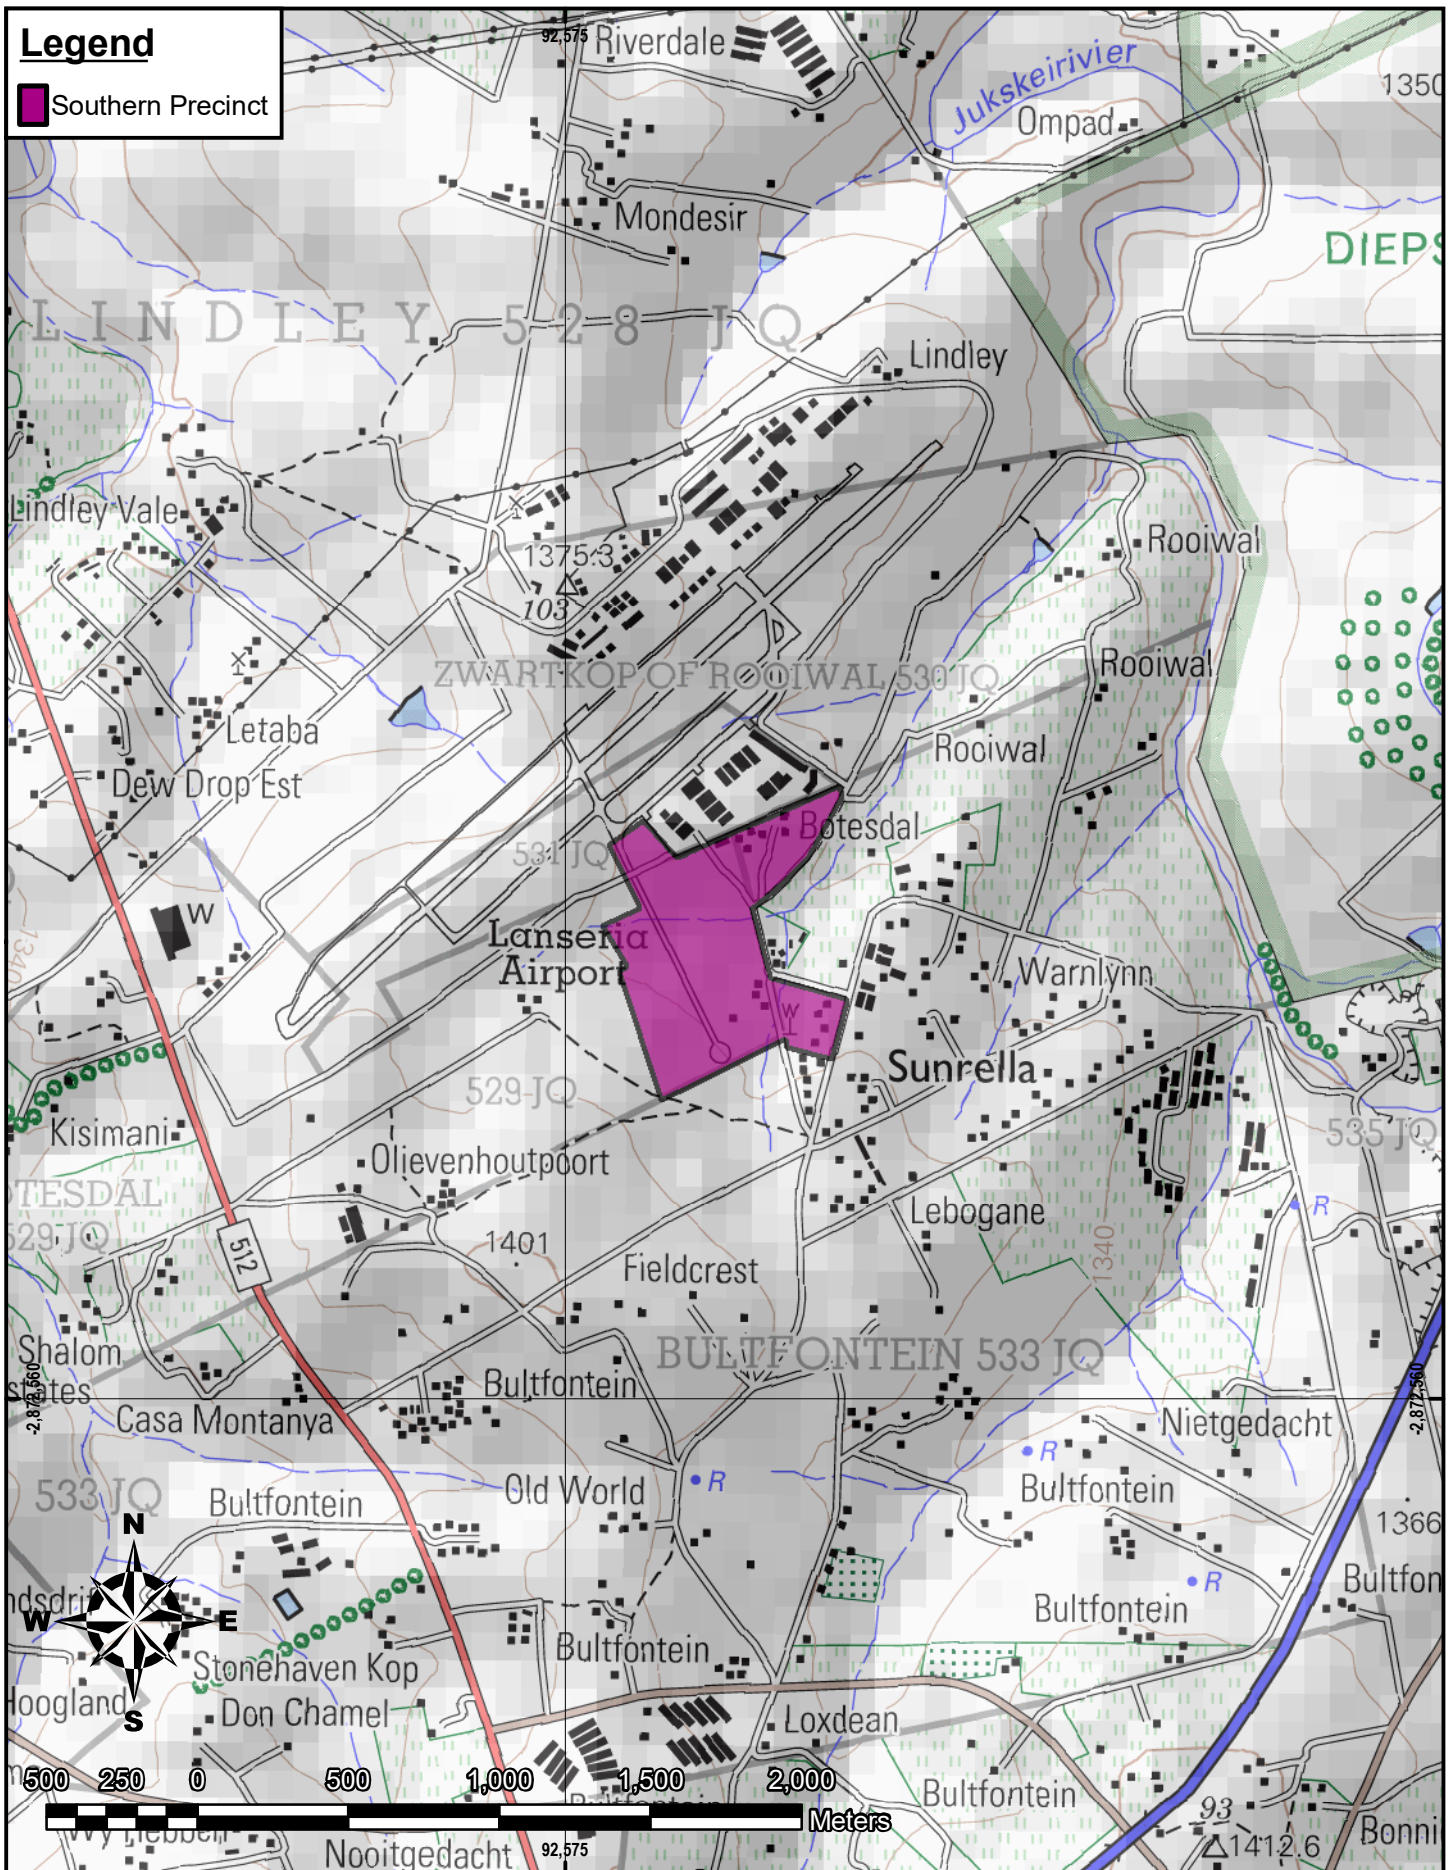 Legend
Southern Precinct
92,575
Riverdale
Jukskeirivier
Ompad
1350
Mondesir
DIEPS
LINDLEY 528 JQ
Lindley
Lindley Vale
1375.3
103
Rooiwal
ZWARTKOP OF ROOIWAL 530 JQ
Rooiwal
Letaba
Rooiwal
Dew Drop Est
Botesdal
531 JQ
W
Lanseria
Airport
1340
Warnlynn
W
Sunrella
529 JQ
Kisimani
535 JQ
Olievenhoutpoort
OTESDAL
529 JQ
R
Lebogane
512
1401
1340
Fieldcrest
Shalom
BULTFONTEIN 533 JQ
states
-2,872,560
-2,872,560
Bultfontein
Casa Montanya
Nietgedacht
R
R
533 JQ
Bultfontein
Old World
Bultfontein
1366
N
R
Bultfon
ndsdrif
W
E
Bultfontein
Bultfontein
Stonehaven Kop
Hoogland
Don Chamel
S
Loxdean
500 250 0 500 1,000 1,500 2,000
Meters
Bultfontein
93
1412.6
Bonni
Bultfontein
Nooitgedacht
92,575